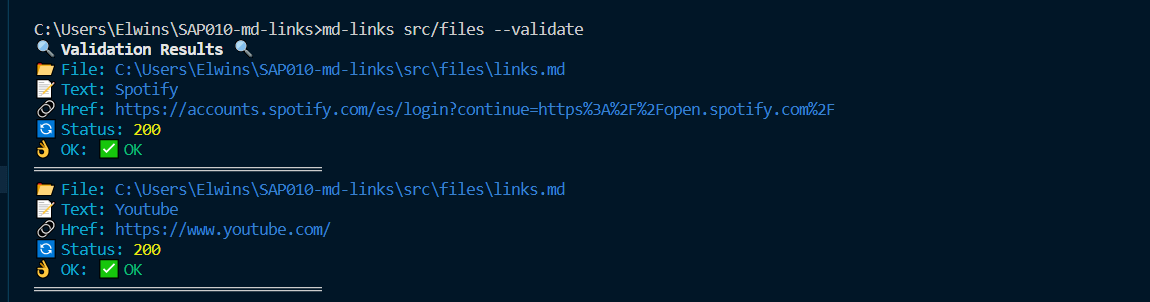 C:\Users\Elwins\SAP010-md-links>md-links src/files --validate
🔍 Validation Results 🔍
📂 File: C:\Users\Elwins\SAP010-md-links\src\files\links.md
📝 Text: Spotify
🔗 Href: https://accounts.spotify.com/es/login?continue=https%3A%2F%2Fopen.spotify.com%2F
🔄 Status: 200
👌 OK: ✅ OK
════════════════════════════════
📂 File: C:\Users\Elwins\SAP010-md-links\src\files\links.md
📝 Text: Youtube
🔗 Href: https://www.youtube.com/
🔄 Status: 200
👌 OK: ✅ OK
════════════════════════════════